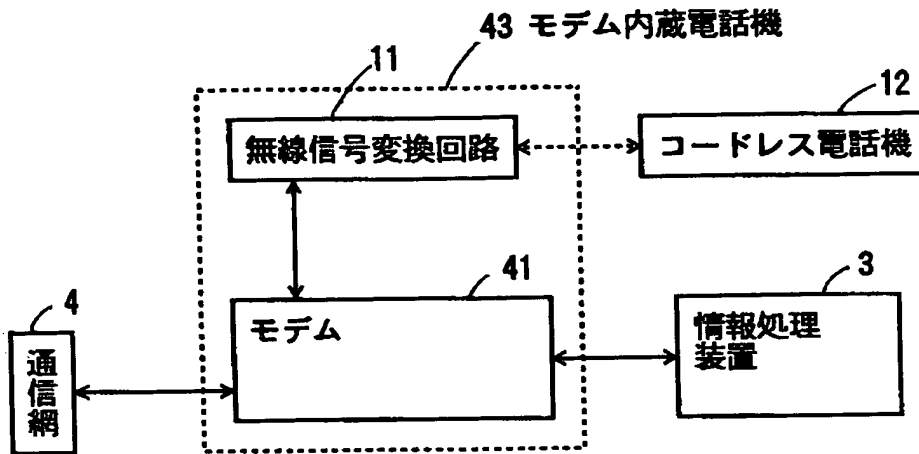 43 モデム内蔵電話機
11
12
無線信号変換回路
コードレス電話機
41
3
4
モデム
情報処理
装置
通信網